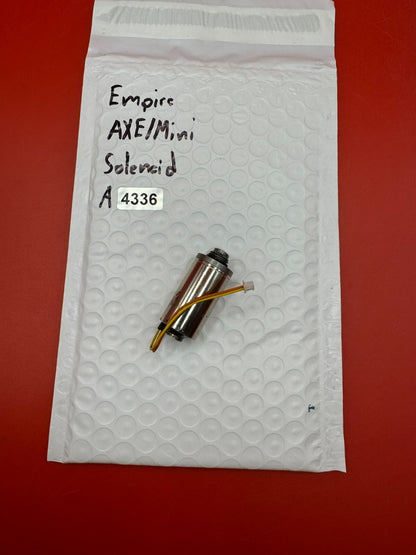 Empire
AXE/Mini
Solenoid
A 4336